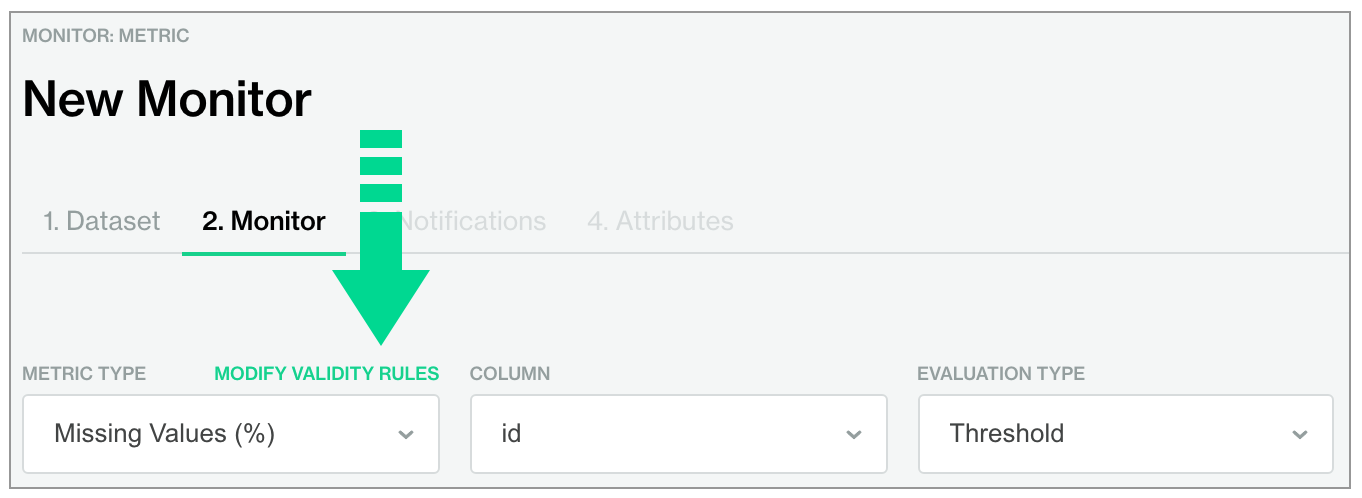 MONITOR: METRIC
New Monitor
1. Dataset 2. Monitor Notifications 4. Attributes
METRIC TYPE MODIFY VALIDITY RULES COLUMN EVALUATION TYPE
Missing Values (%) id Threshold